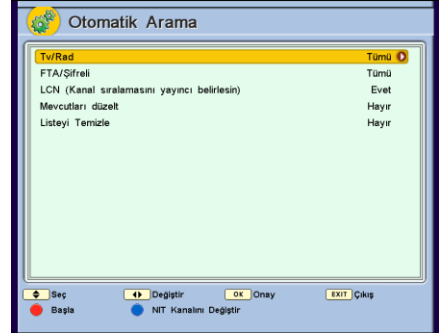 Otomatik Arama
Tv/Rad Tümü
FTA/Şifreli Tümü
LCN (Kanal sıralamasını yayıncı belirlesin) Evet
Mevcutları düzelt Hayır
Listeyi Temizle Hayır
Seç Değiştir OK Onay EXIT Çıkış
Başla NIT Kanalını Değiştir